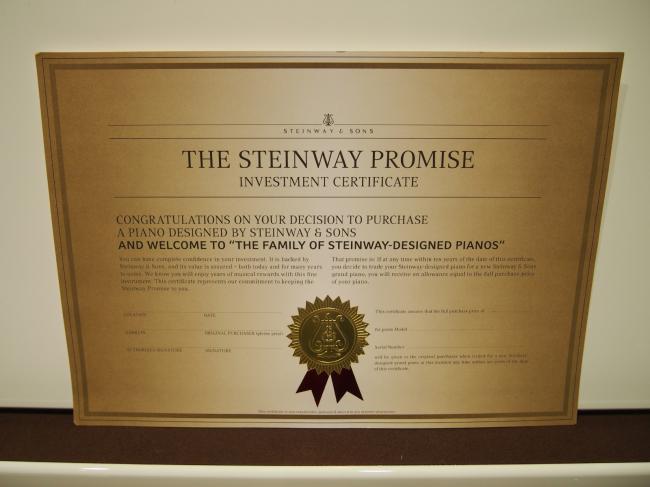 STEINWAY & SONS
THE STEINWAY PROMISE
INVESTMENT CERTIFICATE
CONGRATULATIONS ON YOUR DECISION TO PURCHASE
A PIANO DESIGNED BY STEINWAY & SONS
AND WELCOME TO “THE FAMILY OF STEINWAY-DESIGNED PIANOS”
You can have complete confidence in your investment. It is backed by
Steinway & Sons, and its value is assured – both today and for many years
to come. We know you will enjoy years of musical rewards with this fine
instrument. This certificate represents our commitment to keeping the
Steinway Promise to you.
That promise is: If at any time within ten years of the date of this certificate,
you decide to trade your Steinway-designed piano for a new Steinway & Sons
grand piano, you will receive an allowance equal to the full purchase price
of your piano.
LOCATION DATE
ADDRESS ORIGINAL PURCHASER (please print)
AUTHORIZED SIGNATURE SIGNATURE
This certificate assures that the full purchase price of
for piano Model
Serial Number
will be given to the original purchaser when traded for a new Steinway-
designed grand piano at this location any time within ten years of the date
of this certificate.